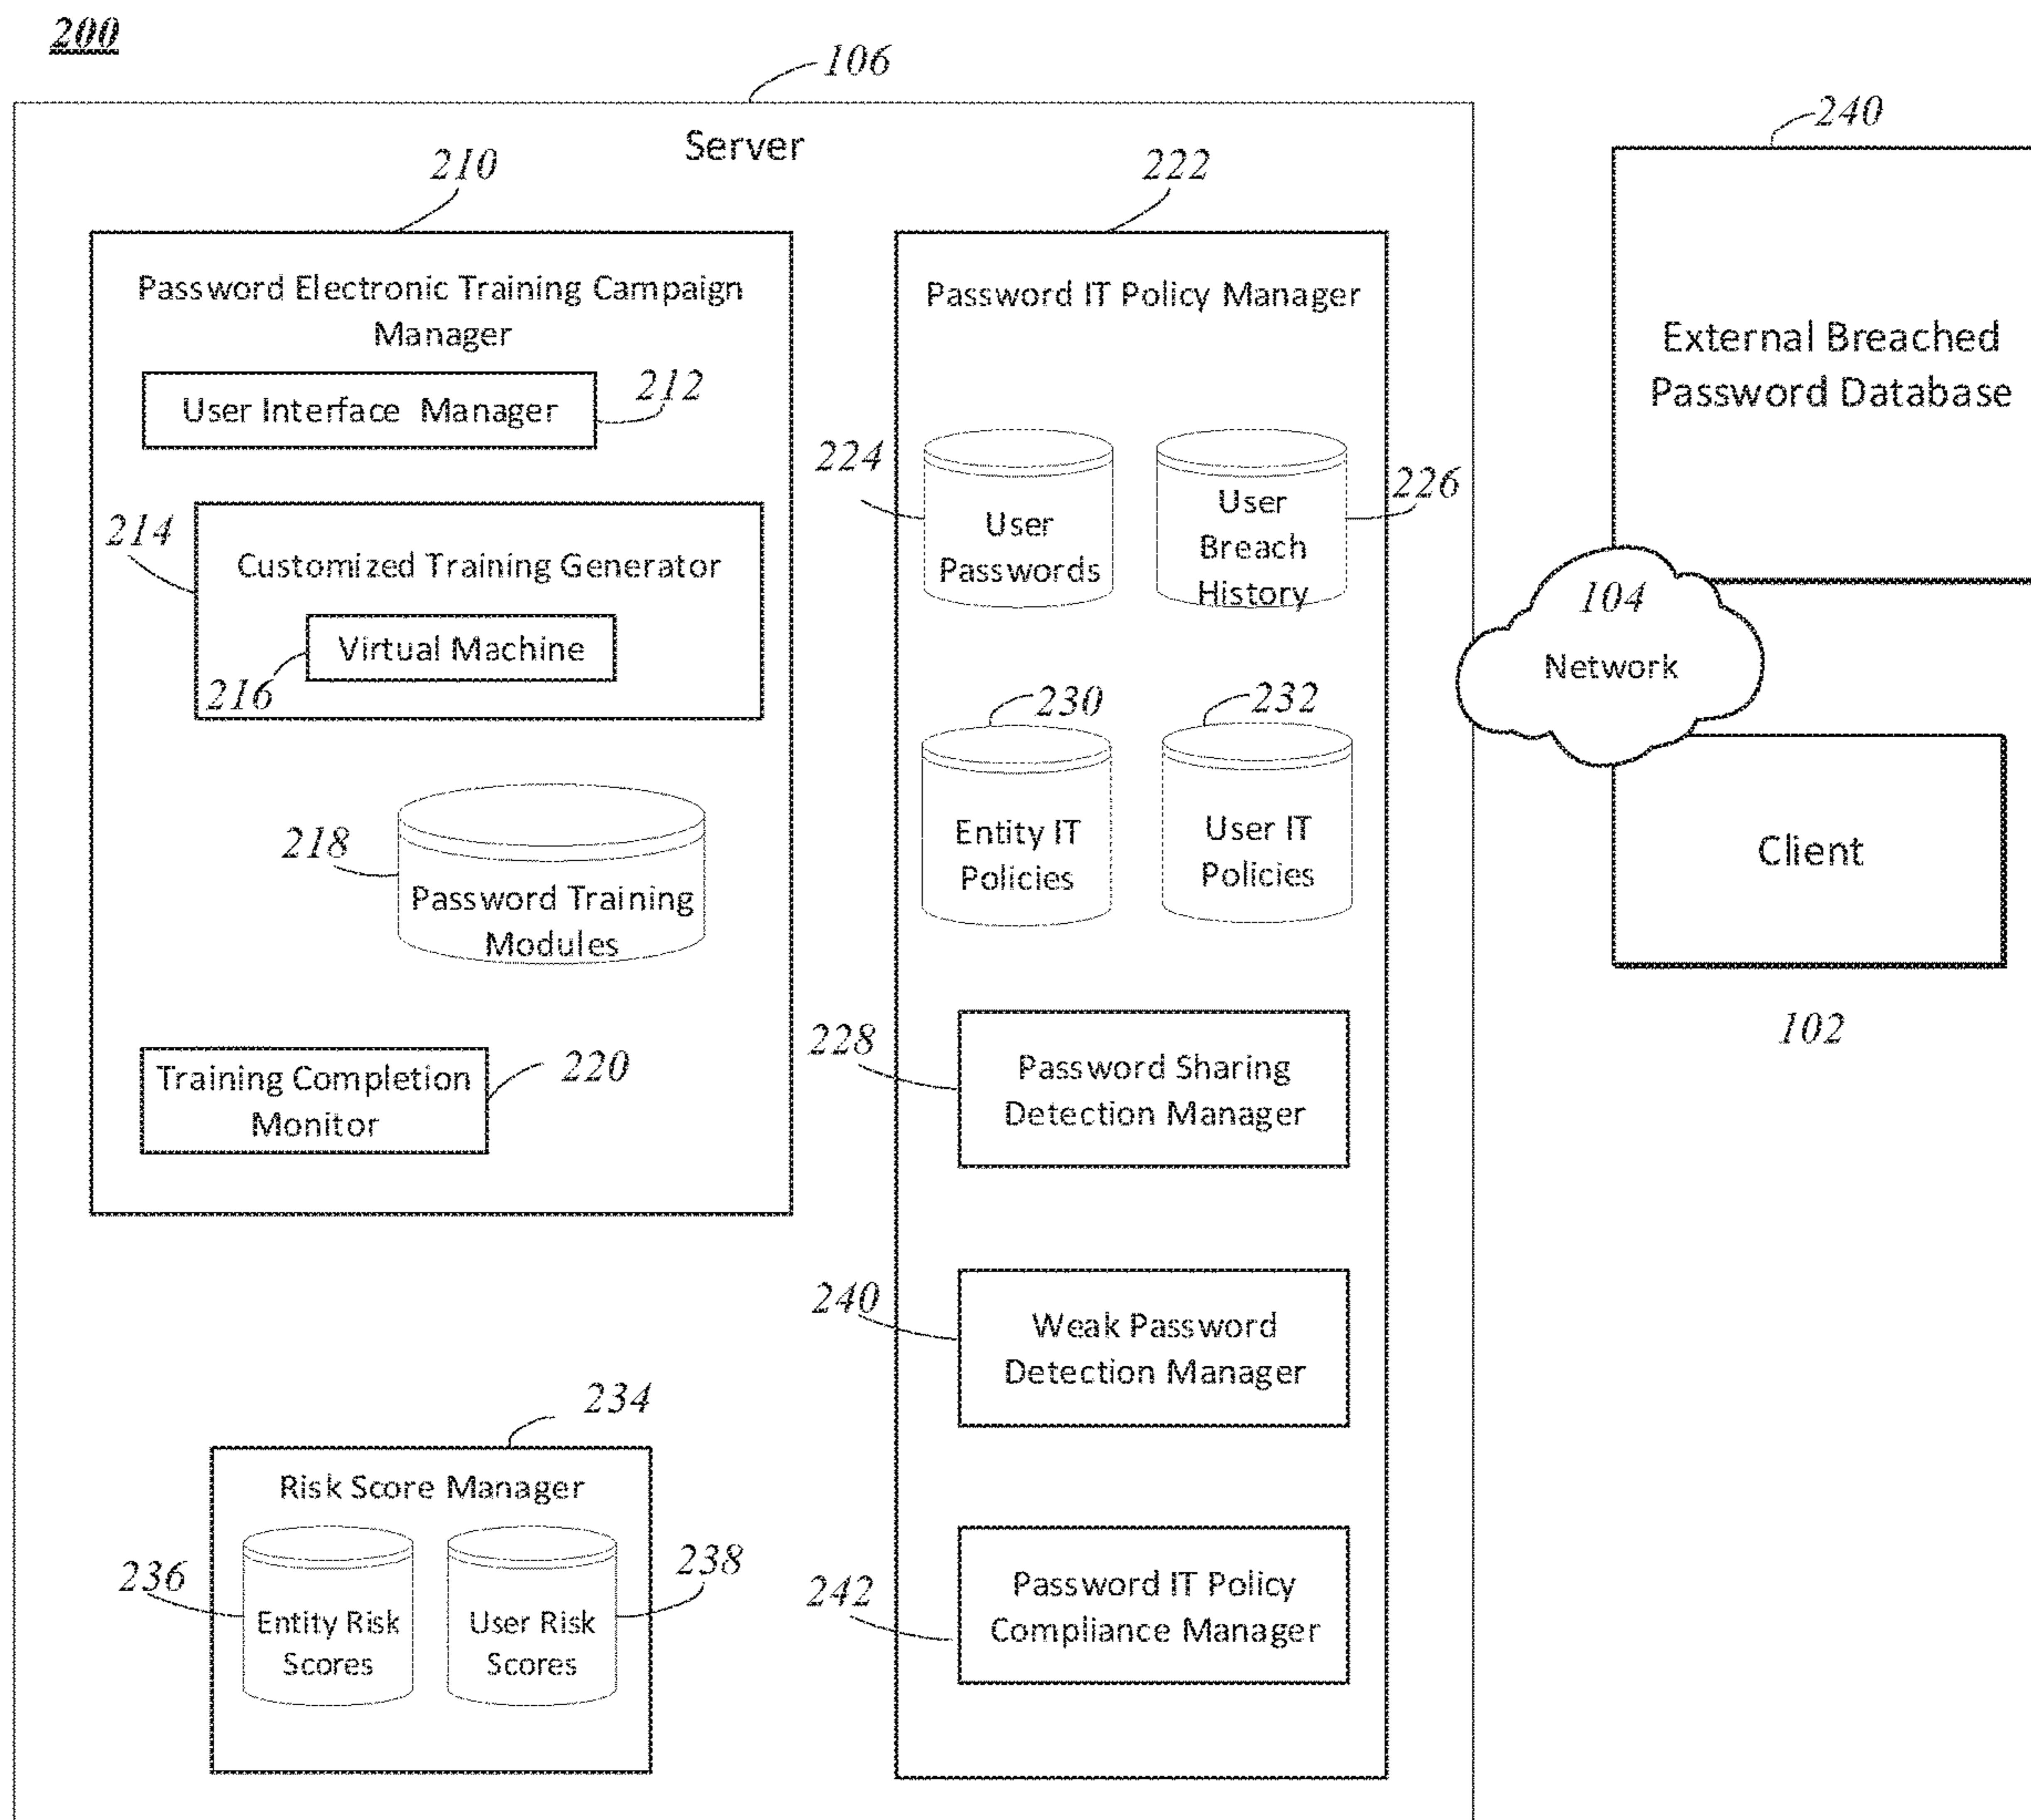 200
106
Server
240
210
222
Password Electronic Training Campaign
Manager
212
User Interface Manager
214
Customized Training Generator
Virtual Machine
216
218
Password Training
Modules
Training Completion
Monitor
220
Password IT Policy Manager
224
User
Passwords
User
Breach
History
226
230
232
Entity IT
Policies
User IT
Policies
228
Password Sharing
Detection Manager
240
Weak Password
Detection Manager
242
Password IT Policy
Compliance Manager
234
Risk Score Manager
236
Entity Risk
Scores
User Risk
Scores
238
External Breached
Password Database
104
Network
Client
102